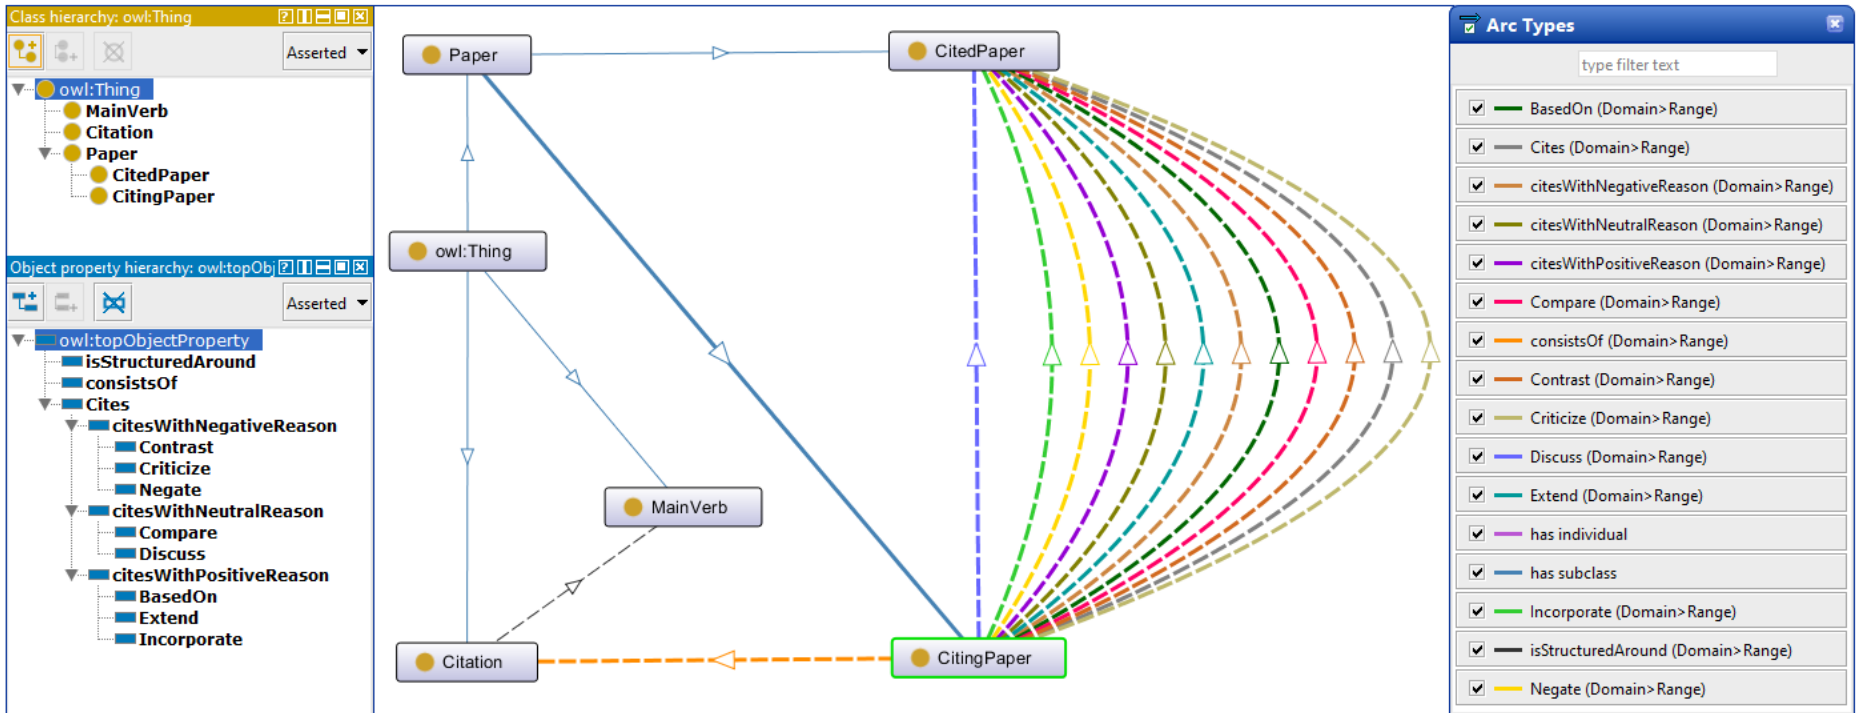 Class hierarchy: owl:Thing
Asserted
owl:Thing
MainVerb
Citation
Paper
CitedPaper
CitingPaper
Object property hierarchy: owl:topObj
Asserted
owl:topObjectProperty
isStructuredAround
consistsOf
Cites
citesWithNegativeReason
Contrast
Criticize
Negate
citesWithNeutralReason
Compare
Discuss
citesWithPositiveReason
BasedOn
Extend
Incorporate
Paper
CitedPaper
owl:Thing
MainVerb
Citation
CitingPaper
Arc Types
type filter text
BasedOn (Domain>Range)
Cites (Domain>Range)
citesWithNegativeReason (Domain>Range)
citesWithNeutralReason (Domain>Range)
citesWithPositiveReason (Domain>Range)
Compare (Domain>Range)
consistsOf (Domain>Range)
Contrast (Domain>Range)
Criticize (Domain>Range)
Discuss (Domain>Range)
Extend (Domain>Range)
has individual
has subclass
Incorporate (Domain>Range)
isStructuredAround (Domain>Range)
Negate (Domain>Range)